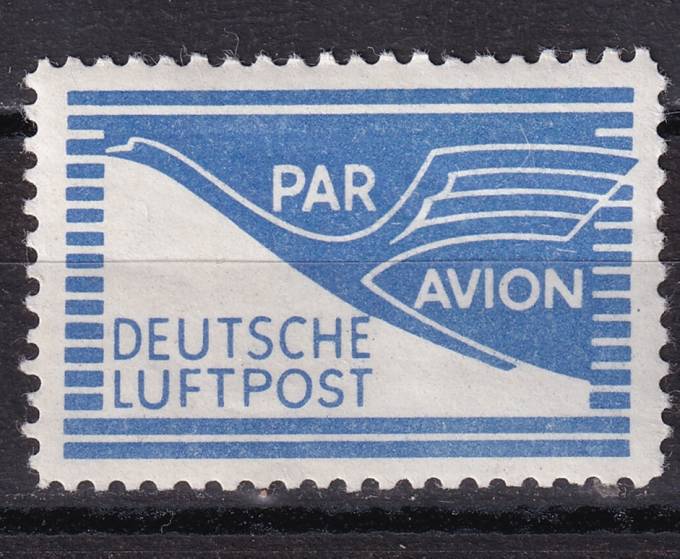 PAR
AVION
DEUTSCHE
LUFTPOST